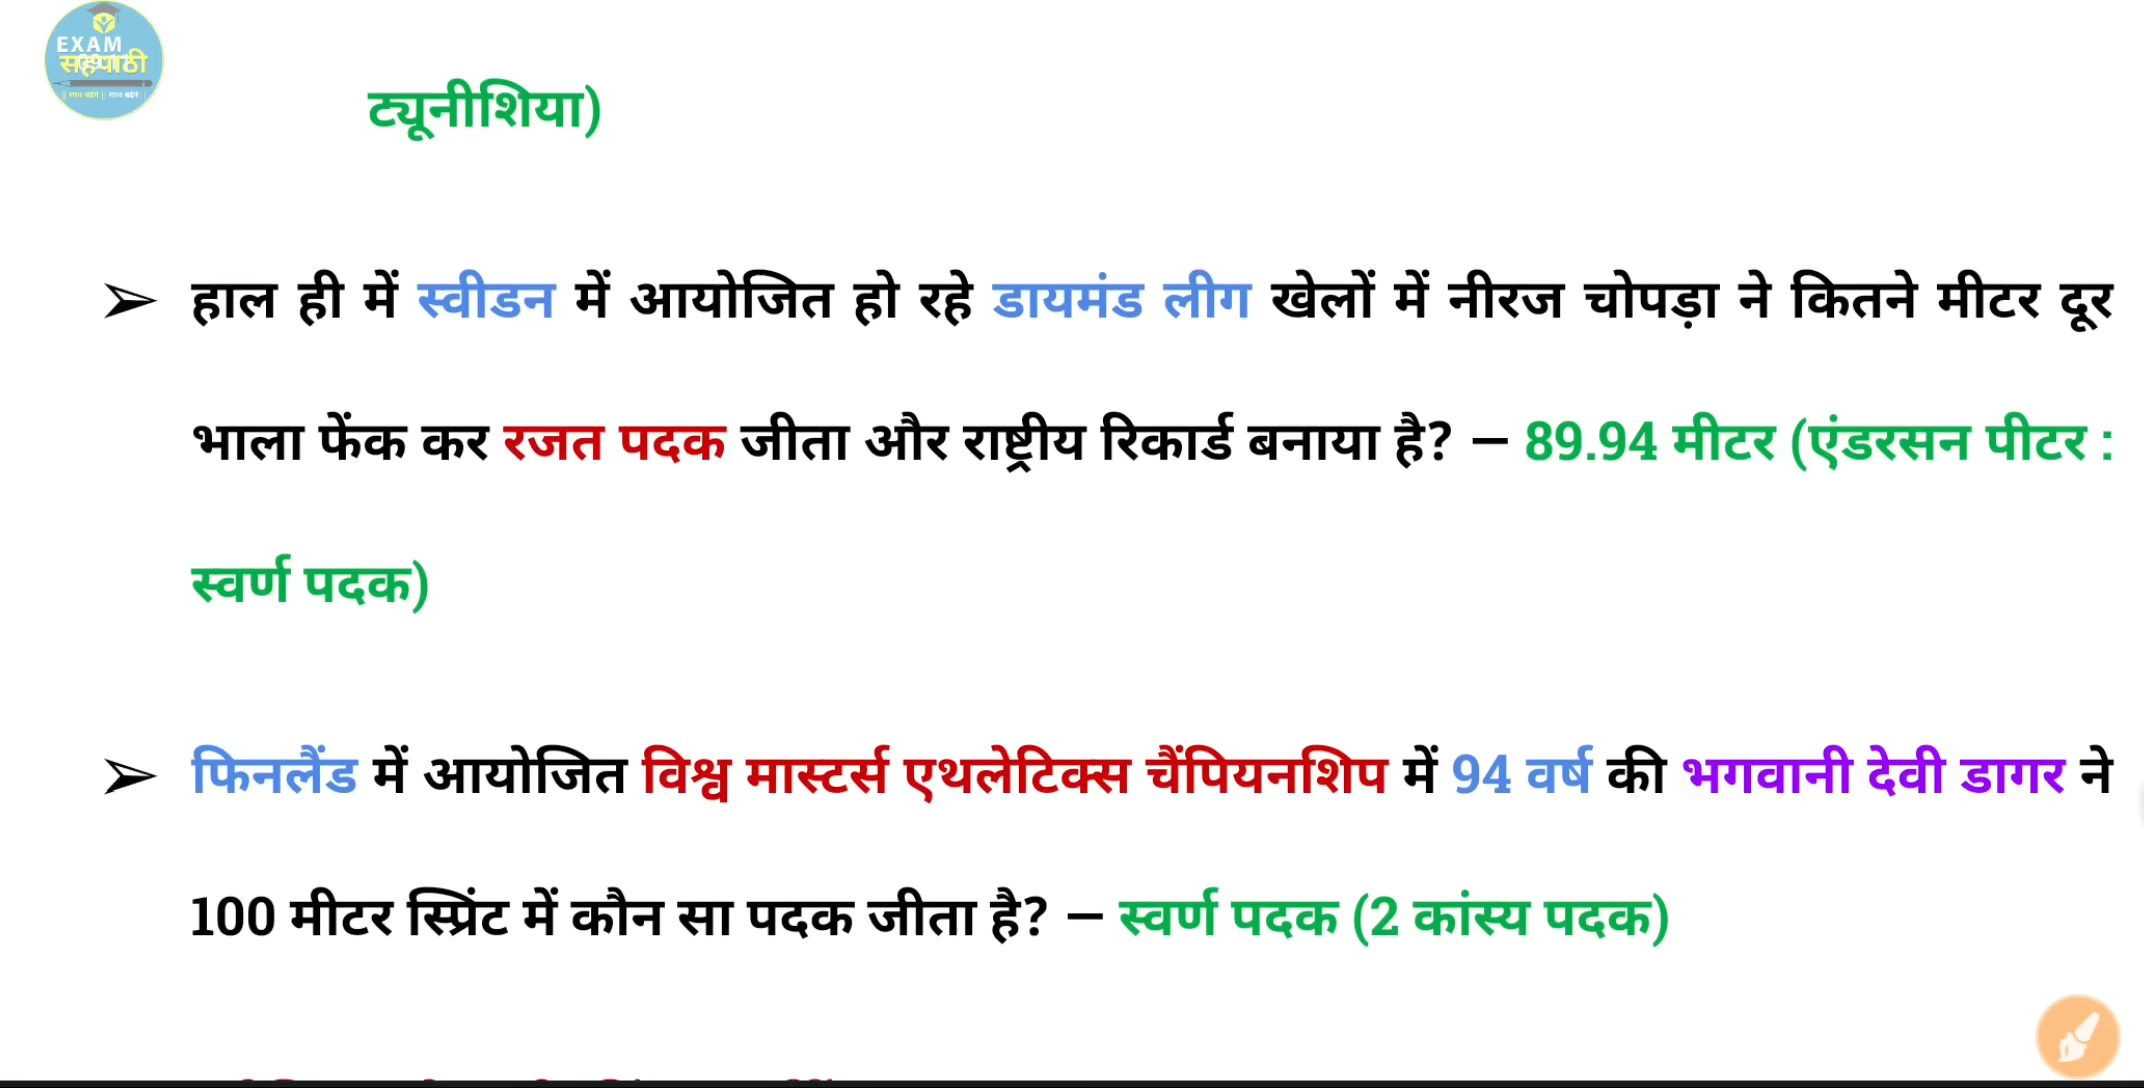 EXAM
सहपाठी
ट्यूनीशिया)
➢ हाल ही में स्वीडन में आयोजित हो रहे डायमंड लीग खेलों में नीरज चोपड़ा ने कितने मीटर दूर
भाला फेंक कर रजत पदक जीता और राष्ट्रीय रिकार्ड बनाया है? – 89.94 मीटर (एंडरसन पीटर :
स्वर्ण पदक)
➢ फिनलैंड में आयोजित विश्व मास्टर्स एथलेटिक्स चैंपियनशिप में 94 वर्ष की भगवानी देवी डागर ने
100 मीटर स्प्रिंट में कौन सा पदक जीता है? – स्वर्ण पदक (2 कांस्य पदक)